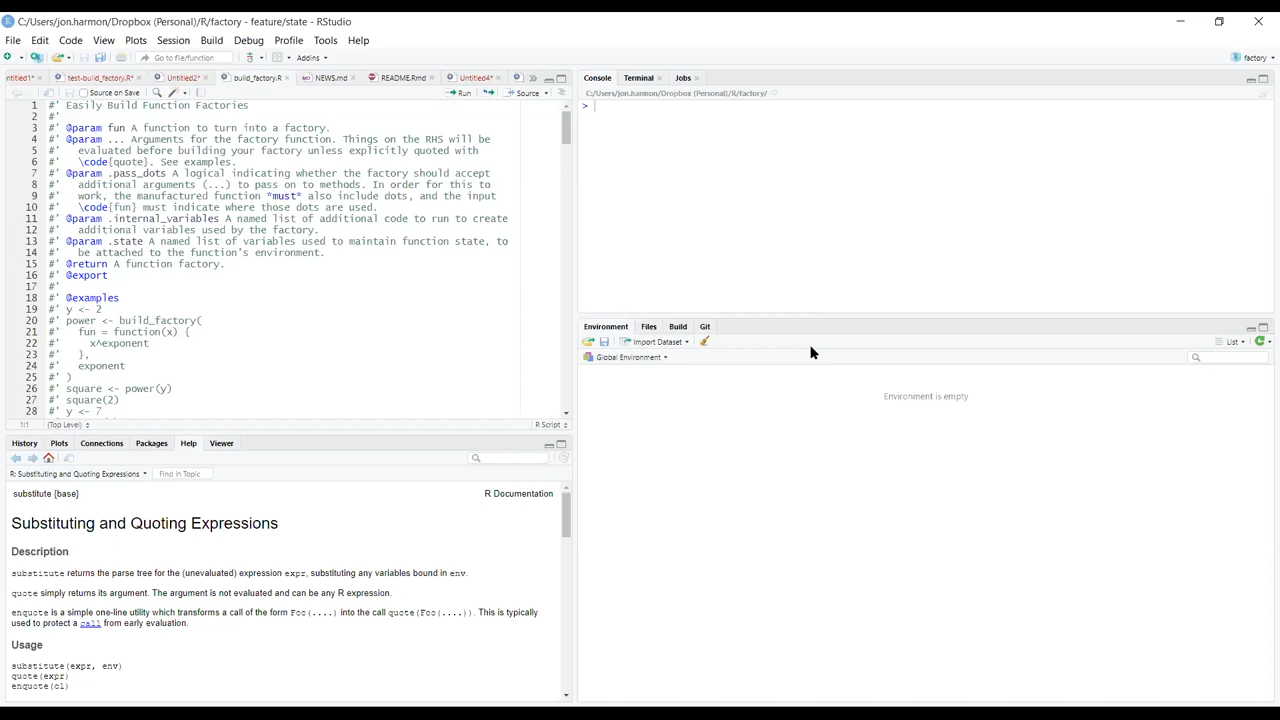 C:/Users/jon.harmon/Dropbox (Personal)/R/factory - feature/state - RStudio
File Edit Code View Plots Session Build Debug Profile Tools Help
Go to file/function Addins factory
ntitled1* test-build_factory.R* Untitled2* build_factory.R NEWS.md README.Rmd Untitled4*
Source on Save Run Source
1 #' Easily Build Function Factories
2 #'
3 #' @param fun A function to turn into a factory.
4 #' @param ... Arguments for the factory function. Things on the RHS will be
5 #'   evaluated before building your factory unless explicitly quoted with
6 #'   \code{quote}. See examples.
7 #' @param .pass_dots A logical indicating whether the factory should accept
8 #'   additional arguments (...) to pass on to methods. In order for this to
9 #'   work, the manufactured function *must* also include dots, and the input
10 #'   \code{fun} must indicate where those dots are used.
11 #' @param .internal_variables A named list of additional code to run to create
12 #'   additional variables used by the factory.
13 #' @param .state A named list of variables used to maintain function state, to
14 #'   be attached to the function's environment.
15 #' @return A function factory.
16 #' @export
17 #'
18 #' @examples
19 #' y <- 2
20 #' power <- build_factory(
21 #'   fun = function(x) {
22 #'     x^exponent
23 #'   },
24 #'   exponent
25 #' )
26 #' square <- power(y)
27 #' square(2)
28 #' y <- 7
1:1 (Top Level) R Script
History Plots Connections Packages Help Viewer
R: Substituting and Quoting Expressions Find in Topic
substitute {base} R Documentation
Substituting and Quoting Expressions
Description
substitute returns the parse tree for the (unevaluated) expression expr, substituting any variables bound in env.
quote simply returns its argument. The argument is not evaluated and can be any R expression.
enquote is a simple one-line utility which transforms a call of the form Foo(....) into the call quote(Foo(....)). This is typically
used to protect a call from early evaluation.
Usage
substitute(expr, env)
quote(expr)
enquote(cl)
Console Terminal Jobs
C:/Users/jon.harmon/Dropbox (Personal)/R/factory/
>
Environment Files Build Git
Import Dataset List
Global Environment
Environment is empty